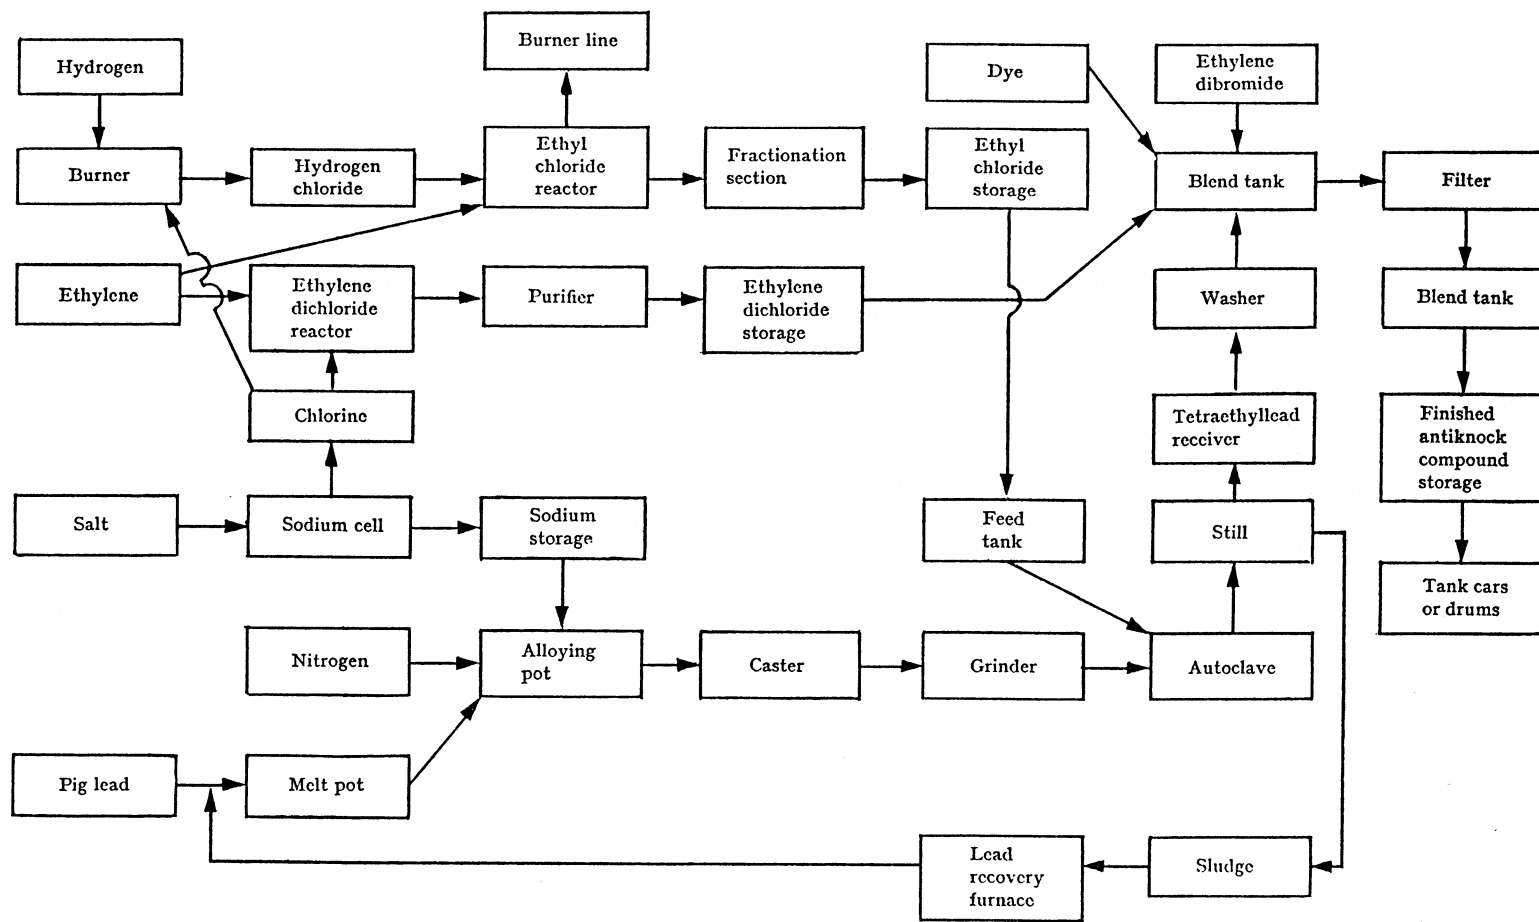 Burner line
Hydrogen
Dye
Ethylene
dibromide
Burner
Hydrogen
chloride
Ethyl
chloride
reactor
Fractionation
section
Ethyl
chloride
storage
Blend tank
Filter
Ethylene
Ethylene
dichloride
reactor
Purifier
Ethylene
dichloride
storage
Washer
Blend tank
Chlorine
Tetraethyllead
receiver
Finished
antiknock
compound
storage
Salt
Sodium cell
Sodium
storage
Feed
tank
Still
Tank cars
or drums
Nitrogen
Alloying
pot
Caster
Grinder
Autoclave
Pig lead
Melt pot
Lead
recovery
furnace
Sludge